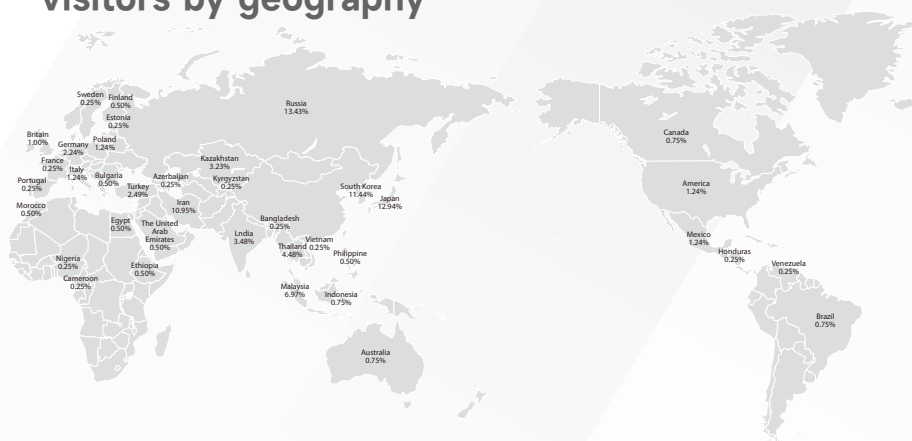 visitors by geography
Sweden
0.25%
Finland
0.50%
Estonia
0.25%
Russia
13.43%
Britain
1.00%
Germany
2.24%
Poland
1.24%
France
0.25%
Italy
1.24%
Portugal
0.25%
Bulgaria
0.50%
Turkey
2.49%
Azerbaijan
0.25%
Kazakhstan
3.23%
Kyrgyzstan
0.25%
South Korea
11.44%
Japan
12.94%
Morocco
0.50%
Iran
10.95%
Egypt
0.50%
The United
Arab
Emirates
0.50%
Bangladesh
0.25%
Lndia
3.48%
Thailand
4.48%
Vietnam
0.25%
Philippine
0.50%
Nigeria
0.25%
Cameroon
0.25%
Ethiopia
0.50%
Malaysia
6.97%
Indonesia
0.75%
Australia
0.75%
Canada
0.75%
America
1.24%
Mexico
1.24%
Honduras
0.25%
Venezuela
0.25%
Brazil
0.75%